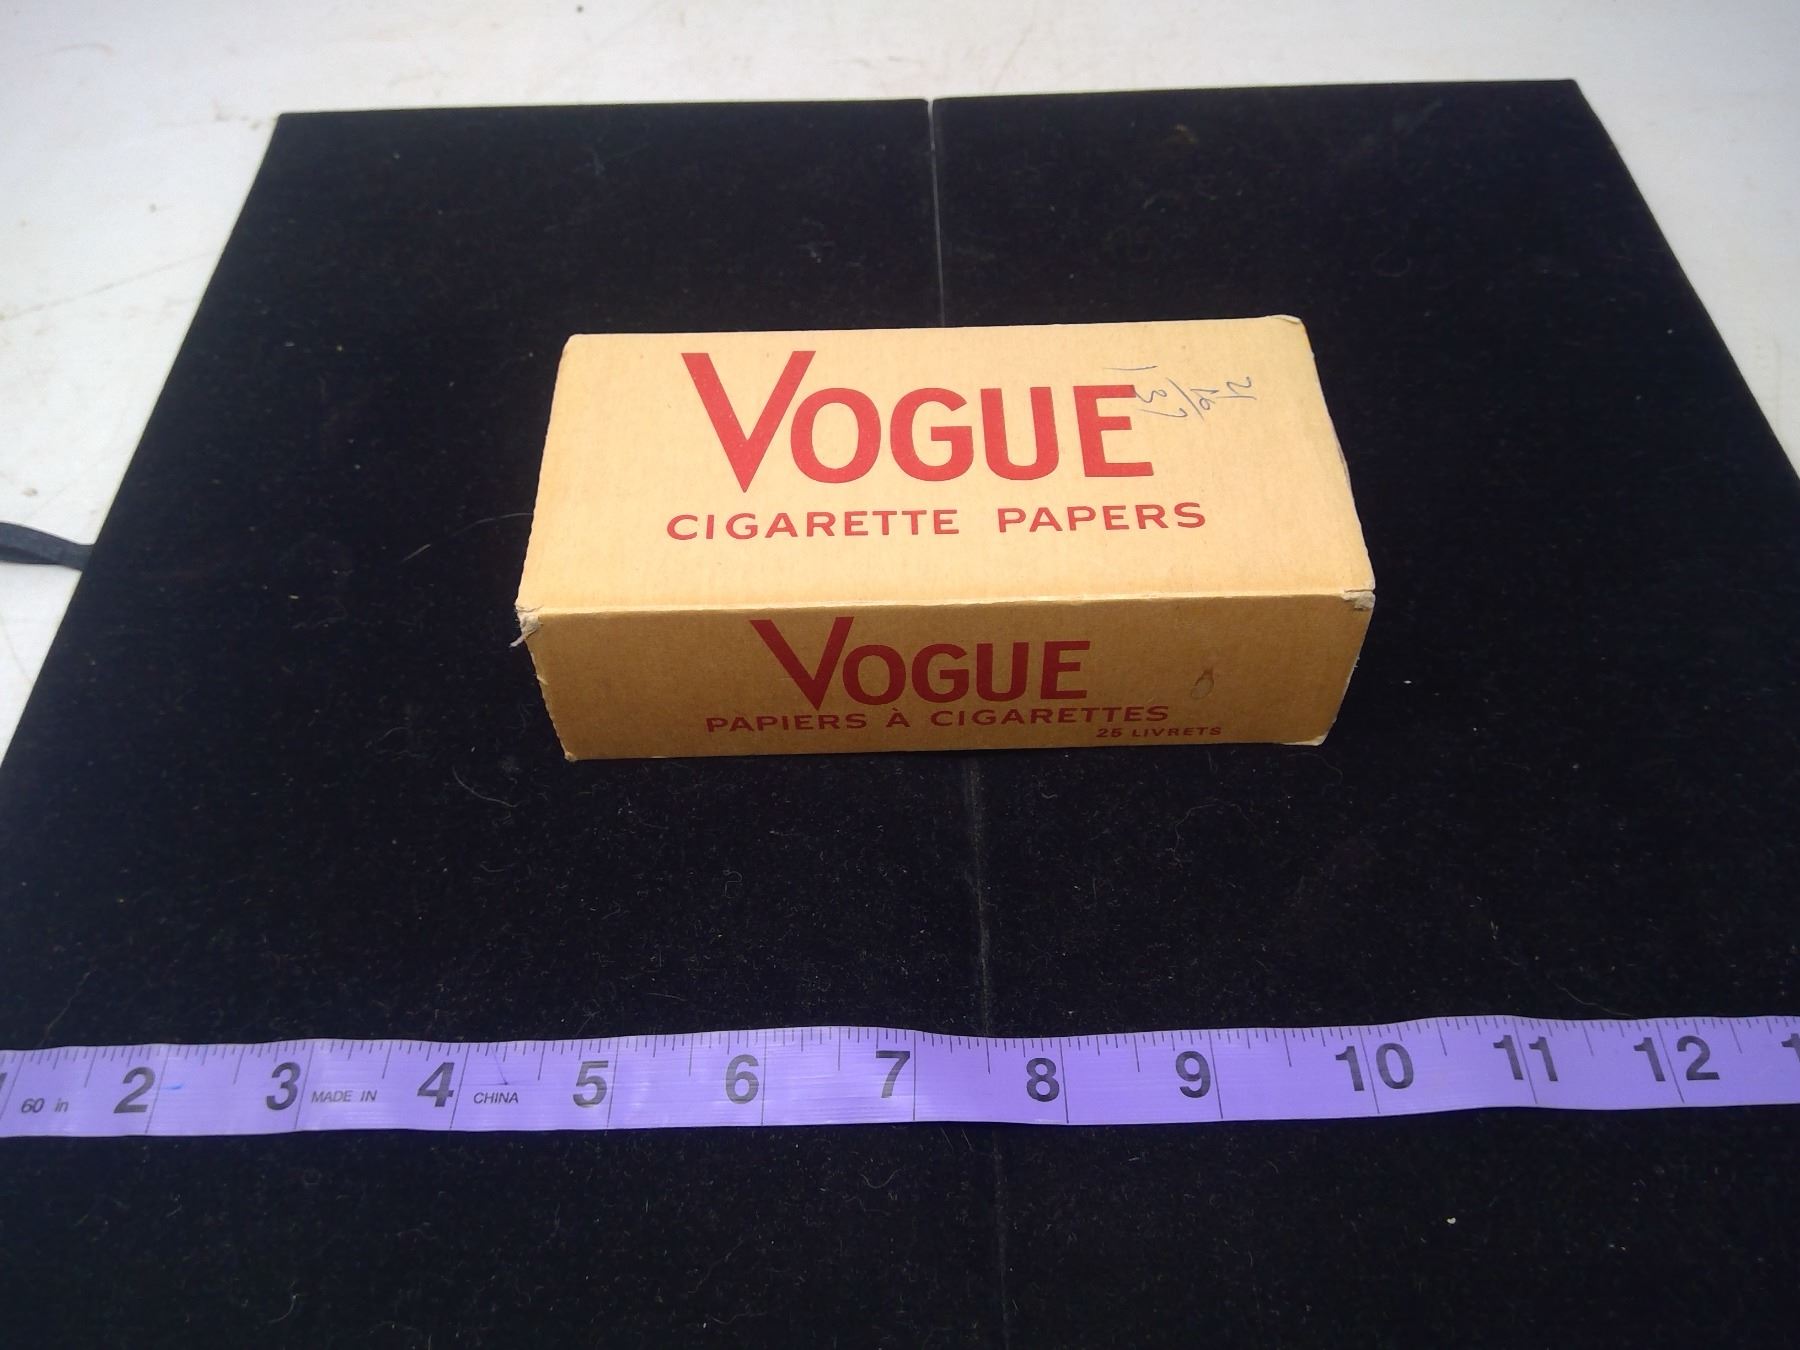 VOGUE
CIGARETTE PAPERS
VOGUE
PAPIERS À CIGARETTES
25 LIVRETS
60 in 2 3 MADE IN 4 CHINA 5 6 7 8 9 10 11 12